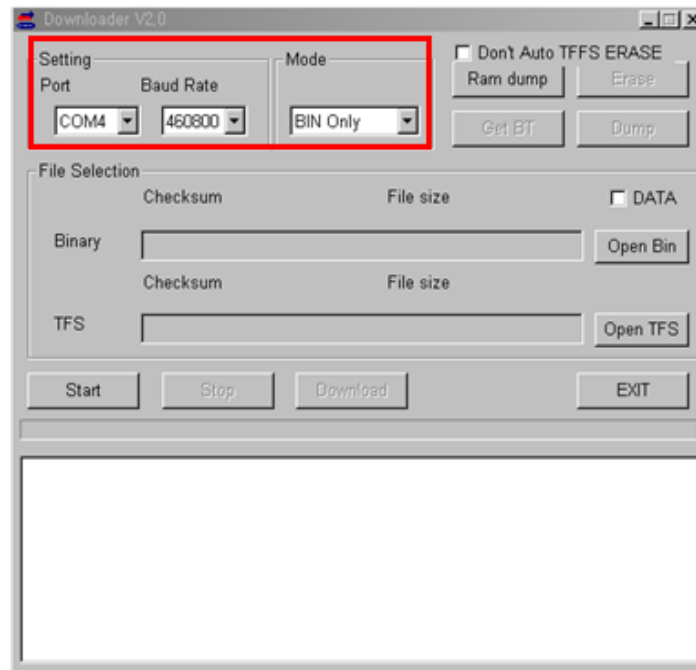 Downloader V2.0
Setting
Mode
Don't Auto TFFS ERASE
Port
Baud Rate
Ram dump
Erase
COM4
460800
BIN Only
Get BT
Dump
File Selection
Checksum
File size
DATA
Binary
Open Bin
Checksum
File size
TFS
Open TFS
Start
Stop
Download
EXIT